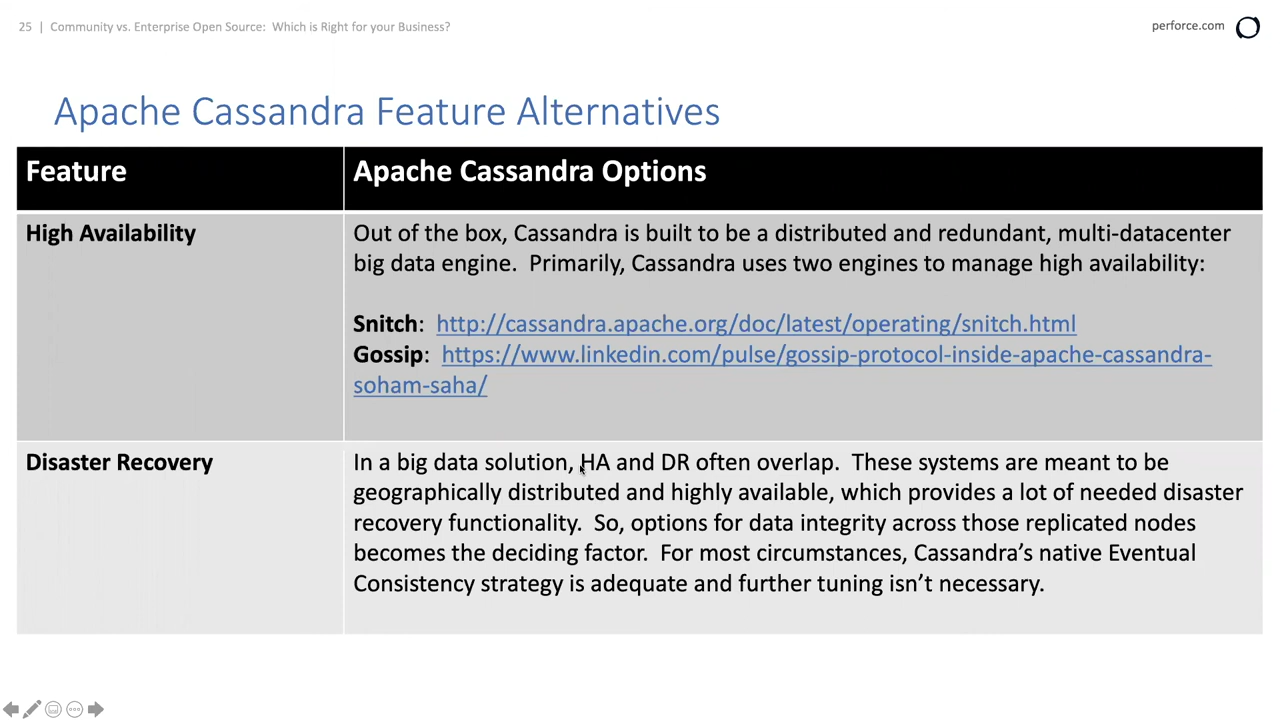 25 | Community vs. Enterprise Open Source: Which is Right for your Business?
perforce.com
Apache Cassandra Feature Alternatives
Feature
Apache Cassandra Options
High Availability
Out of the box, Cassandra is built to be a distributed and redundant, multi-datacenter
big data engine. Primarily, Cassandra uses two engines to manage high availability:
Snitch: http://cassandra.apache.org/doc/latest/operating/snitch.html
Gossip: https://www.linkedin.com/pulse/gossip-protocol-inside-apache-cassandra-
soham-saha/
Disaster Recovery
In a big data solution, HA and DR often overlap. These systems are meant to be
geographically distributed and highly available, which provides a lot of needed disaster
recovery functionality. So, options for data integrity across those replicated nodes
becomes the deciding factor. For most circumstances, Cassandra’s native Eventual
Consistency strategy is adequate and further tuning isn’t necessary.